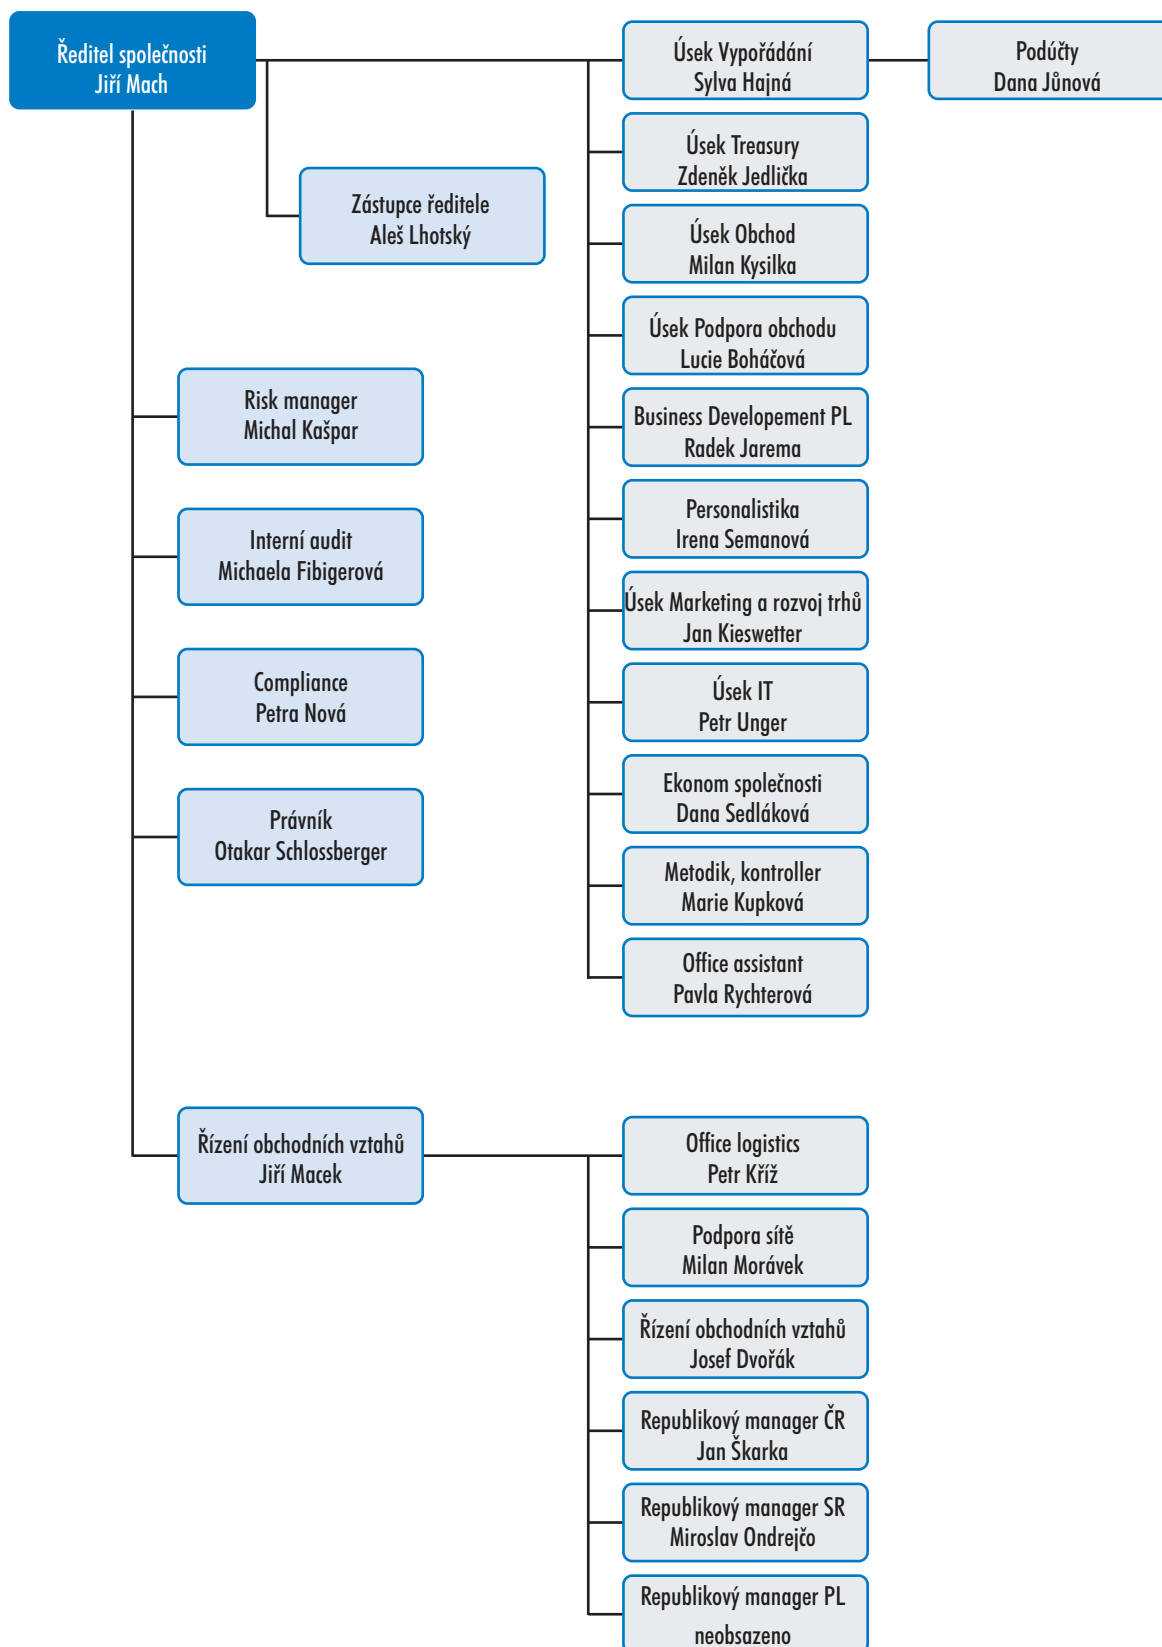 Ředitel společnosti
Jiří Mach
Úsek Vypořádání
Sylva Hajná
Podúčty
Dana Jůnová
Úsek Treasury
Zdeněk Jedlička
Zástupce ředitele
Aleš Lhotský
Úsek Obchod
Milan Kysilka
Úsek Podpora obchodu
Lucie Boháčová
Risk manager
Michal Kašpar
Business Developement PL
Radek Jarema
Personalistika
Irena Semanová
Interní audit
Michaela Fibigerová
Úsek Marketing a rozvoj trhů
Jan Kieswetter
Compliance
Petra Nová
Úsek IT
Petr Unger
Ekonom společnosti
Dana Sedláková
Právník
Otakar Schlossberger
Metodik, kontroller
Marie Kupková
Office assistant
Pavla Rychterová
Řízení obchodních vztahů
Jiří Macek
Office logistics
Petr Kříž
Podpora sítě
Milan Morávek
Řízení obchodních vztahů
Josef Dvořák
Republikový manager ČR
Jan Škarka
Republikový manager SR
Miroslav Ondrejčo
Republikový manager PL
neobsazeno